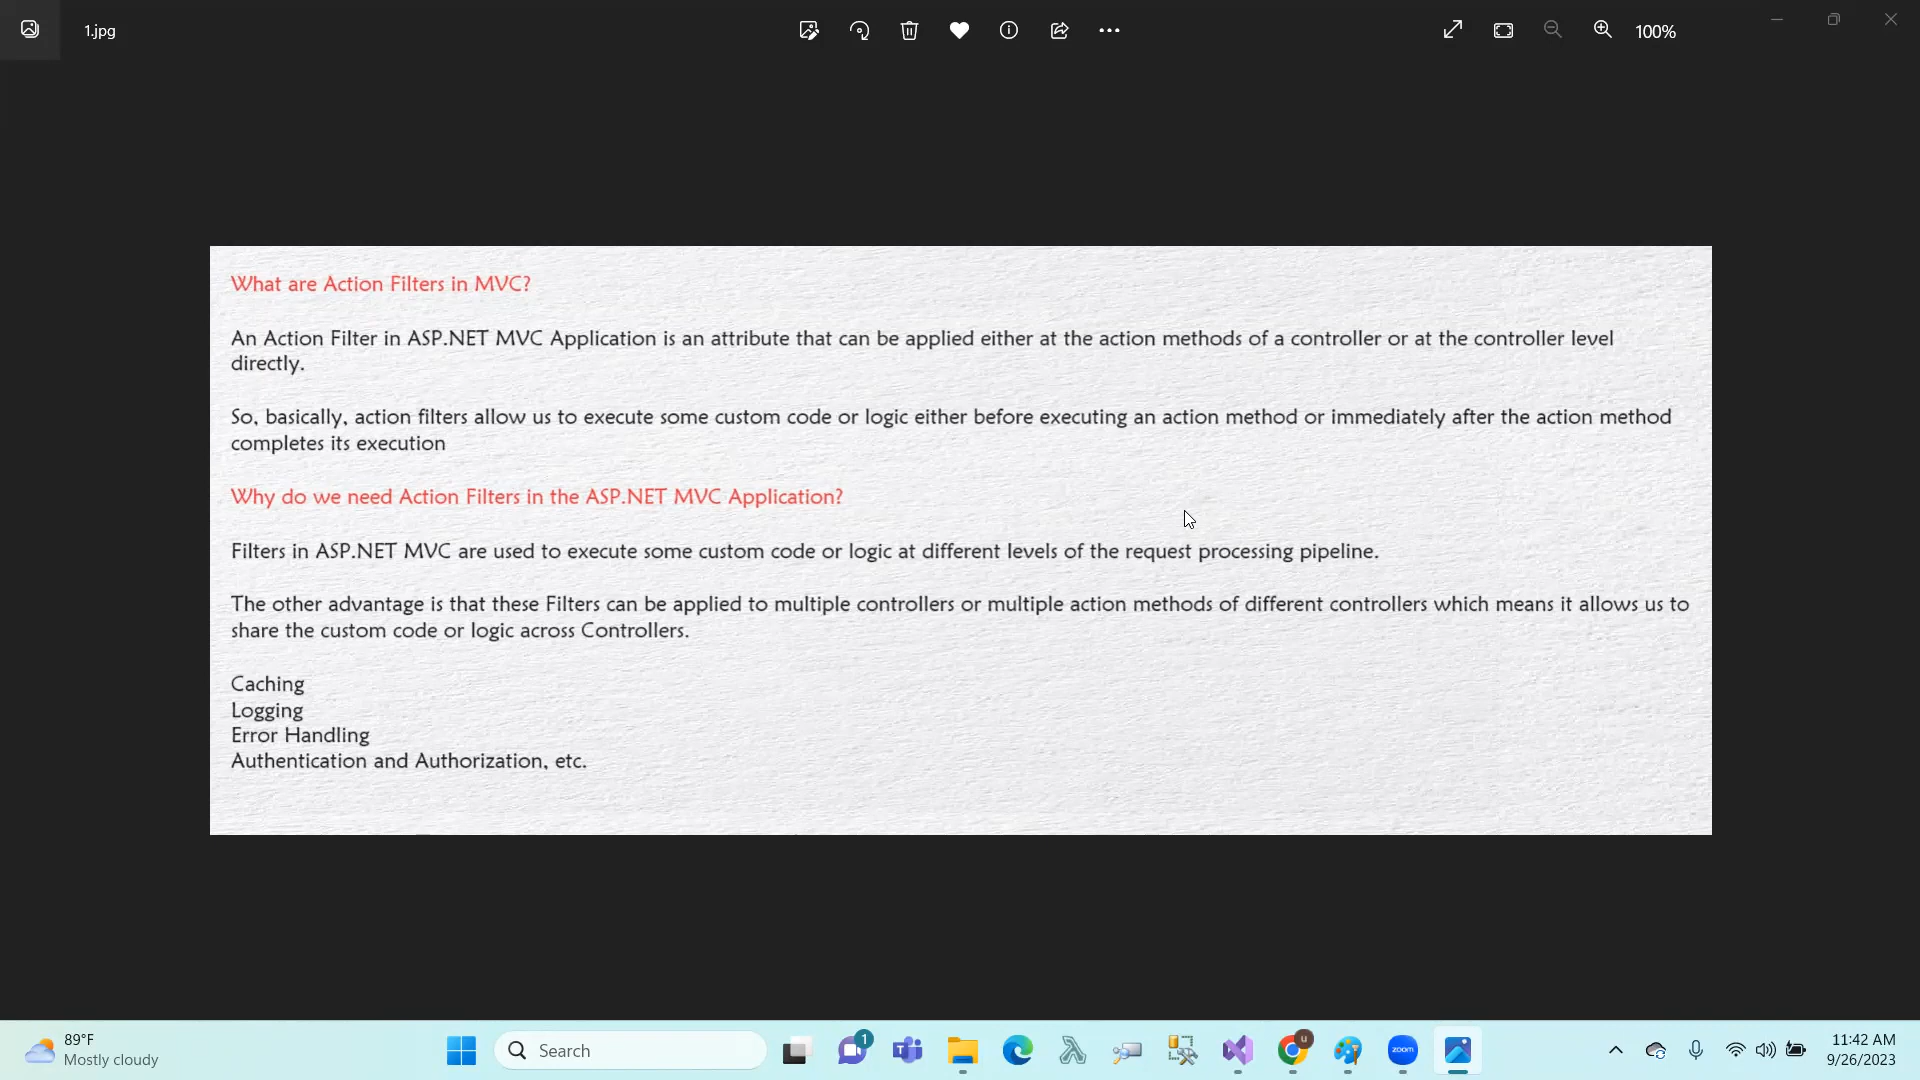 1.jpg
100%
What are Action Filters in MVC?
An Action Filter in ASP.NET MVC Application is an attribute that can be applied either at the action methods of a controller or at the controller level
directly.
So, basically, action filters allow us to execute some custom code or logic either before executing an action method or immediately after the action method
completes its execution
Why do we need Action Filters in the ASP.NET MVC Application?
Filters in ASP.NET MVC are used to execute some custom code or logic at different levels of the request processing pipeline.
The other advantage is that these Filters can be applied to multiple controllers or multiple action methods of different controllers which means it allows us to
share the custom code or logic across Controllers.
Caching
Logging
Error Handling
Authentication and Authorization, etc.
89°F
Mostly cloudy
Search
1
u
zoom
11:42 AM
9/26/2023